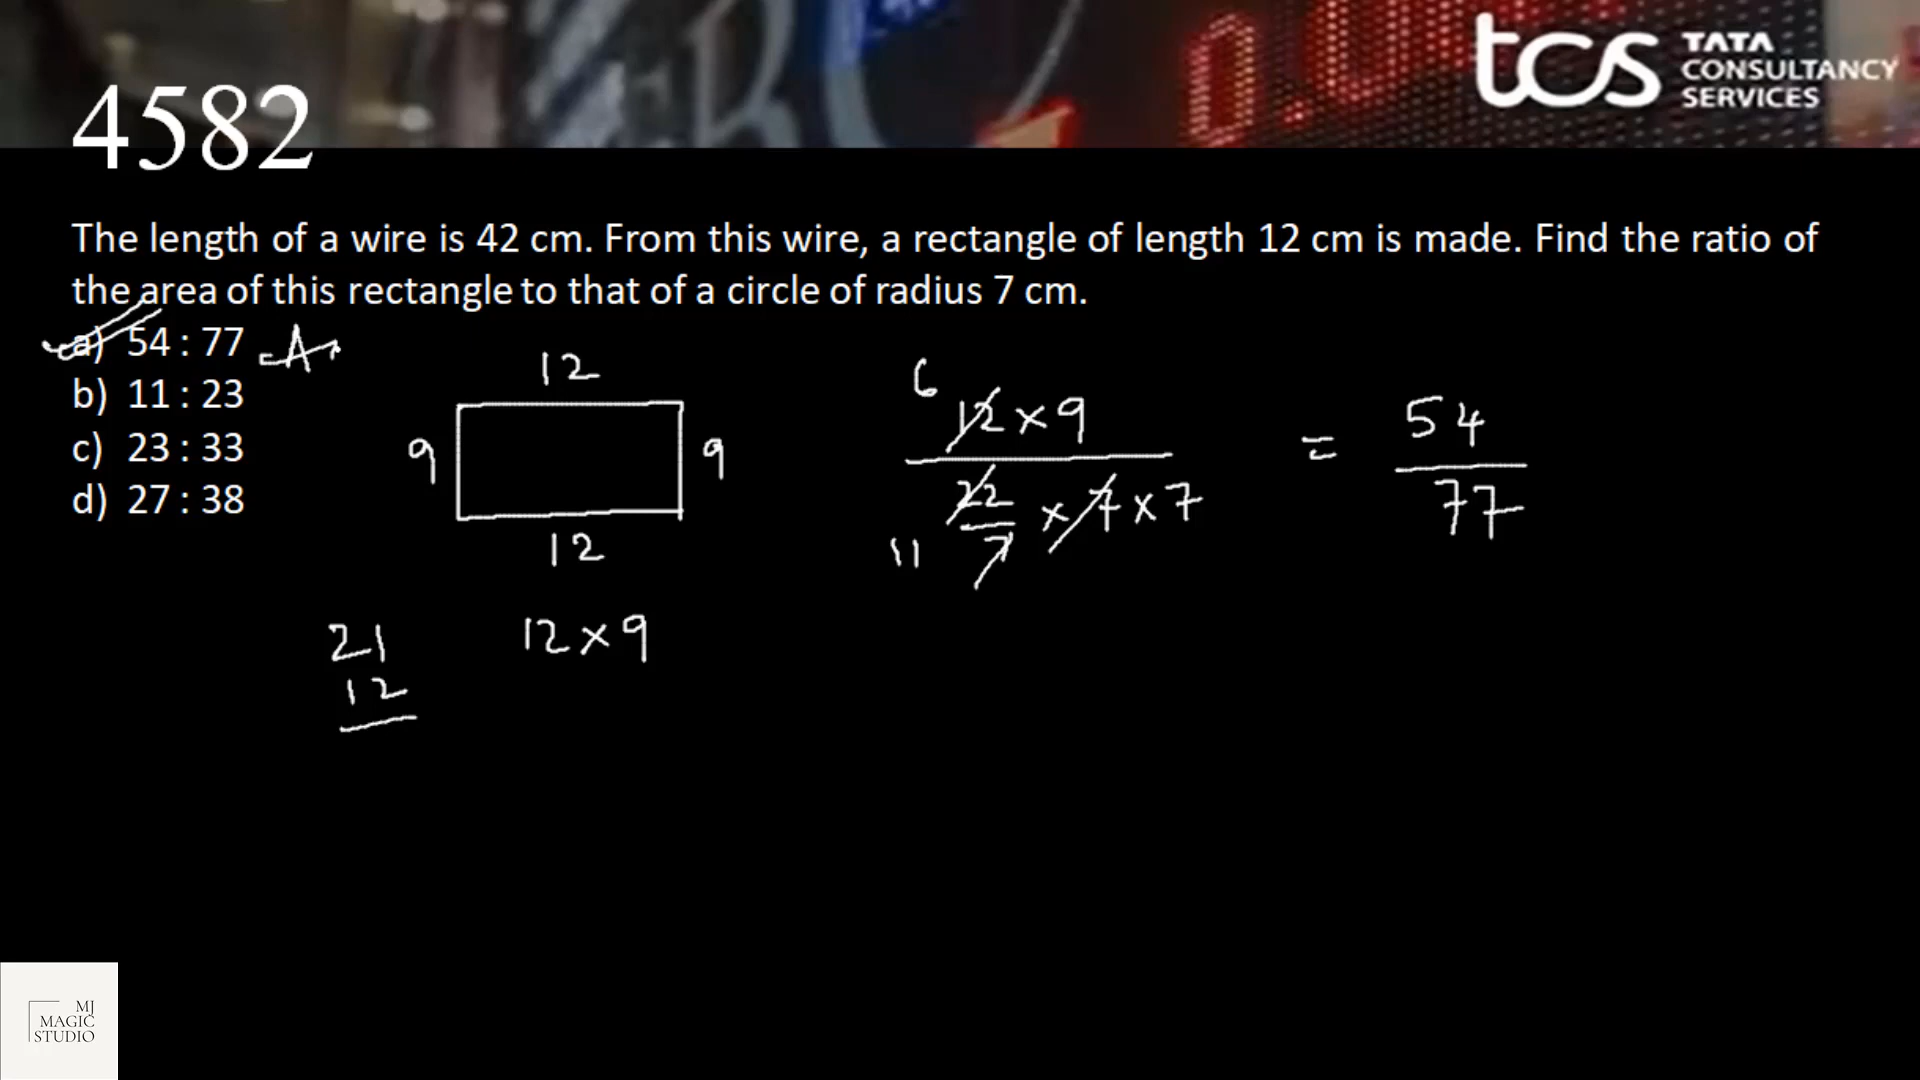 tcs TATA
CONSULTANCY
SERVICES
4582
The length of a wire is 42 cm. From this wire, a rectangle of length 12 cm is made. Find the ratio of
the area of this rectangle to that of a circle of radius 7 cm.
a) 54 : 77 A
b) 11 : 23
c) 23 : 33
d) 27 : 38
12
9 9
12
21 12 × 9
12
6
12 × 9
22/7 × 7 × 7
11
= 54/77
MJ
MAGIC
STUDIO